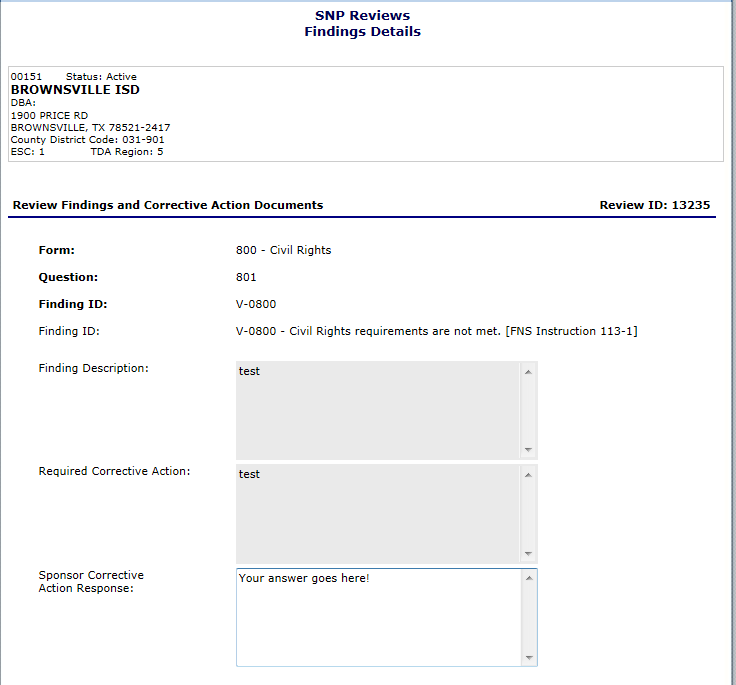 SNP Reviews
Findings Details
00151 Status: Active
BROWNSVILLE ISD
DBA:
1900 PRICE RD
BROWNSVILLE, TX 78521-2417
County District Code: 031-901
ESC: 1 TDA Region: 5
Review Findings and Corrective Action Documents Review ID: 13235
Form: 800 - Civil Rights
Question: 801
Finding ID: V-0800
Finding ID: V-0800 - Civil Rights requirements are not met. [FNS Instruction 113-1]
Finding Description: test
Required Corrective Action: test
Sponsor Corrective Your answer goes here!
Action Response: